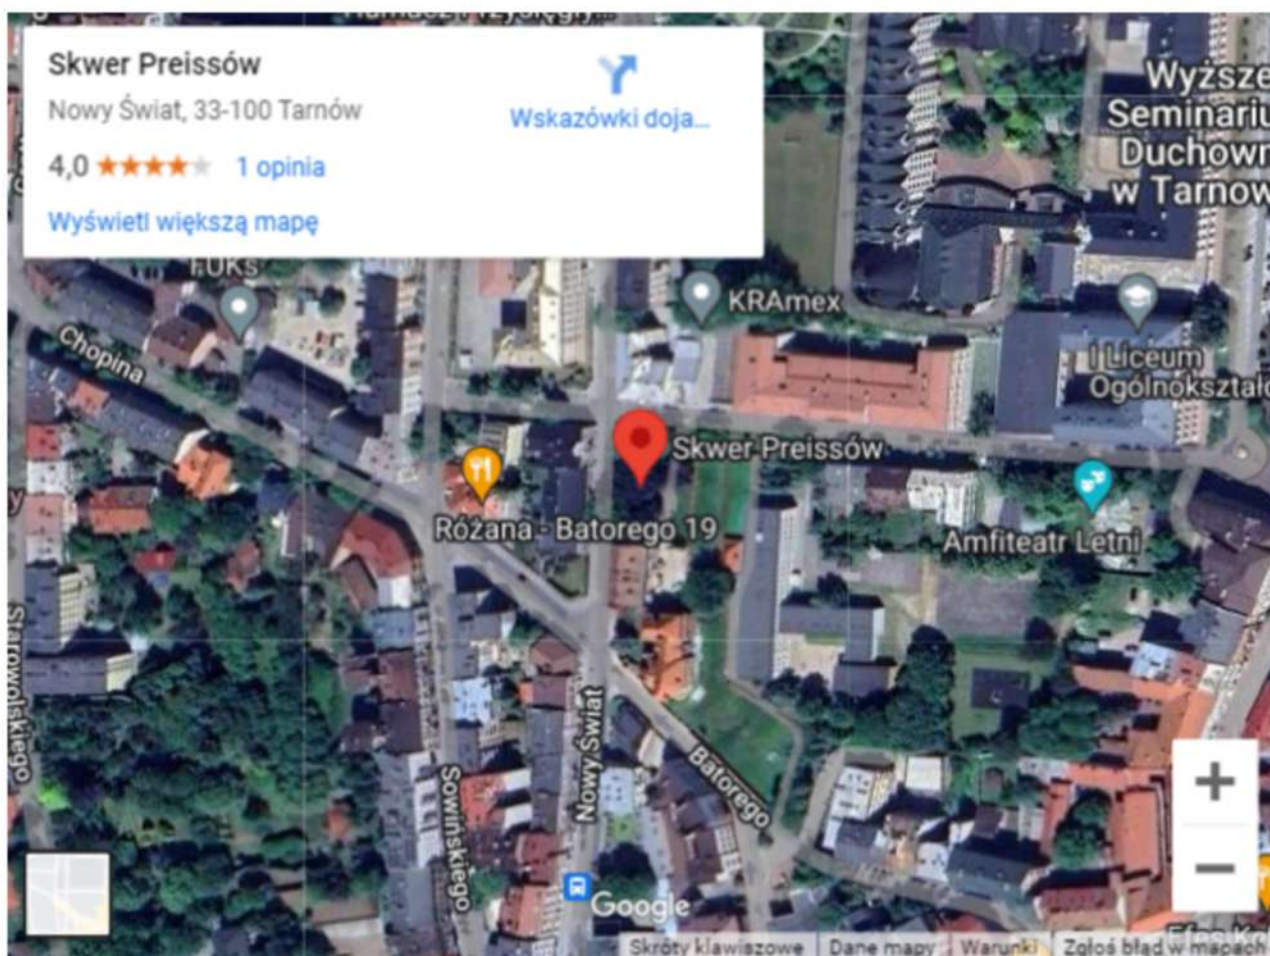 Skwer Preissów
Nowy Świat, 33-100 Tarnów
Wskazówki doja...
4,0
1 opinia
Wyświetl większą mapę
Wyższe
Seminariu
Duchown
w Tarnow
FUKs
KRAmex
Chopina
I Liceum
Ogólnokształc
Skwer Preissów
Różana - Batorego 19
Amfiteatr Letni
Starowolskiego
Nowy Świat
Batorego
Sowińskiego
Google
Skróty klawiszowe
Dane mapy
Warunki
Zgłoś błąd w mapach